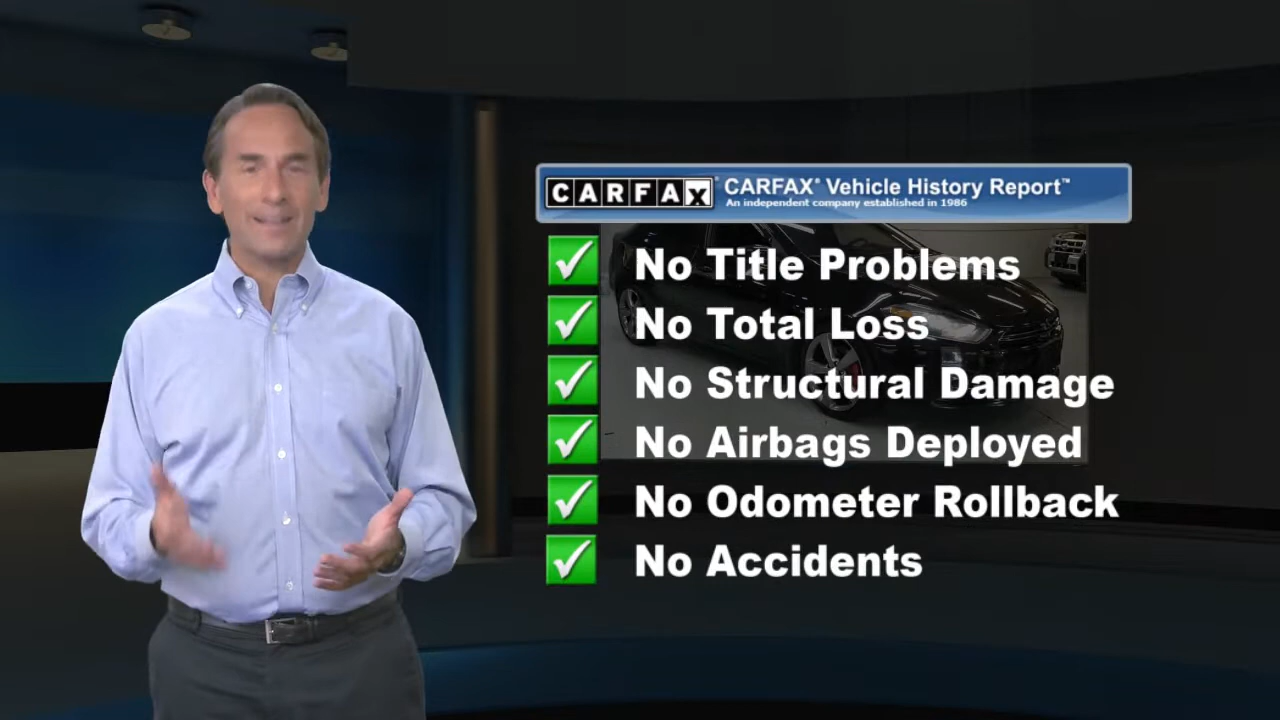 CARFAX® CARFAX® Vehicle History Report™
An independent company established in 1986
No Title Problems
No Total Loss
No Structural Damage
No Airbags Deployed
No Odometer Rollback
No Accidents